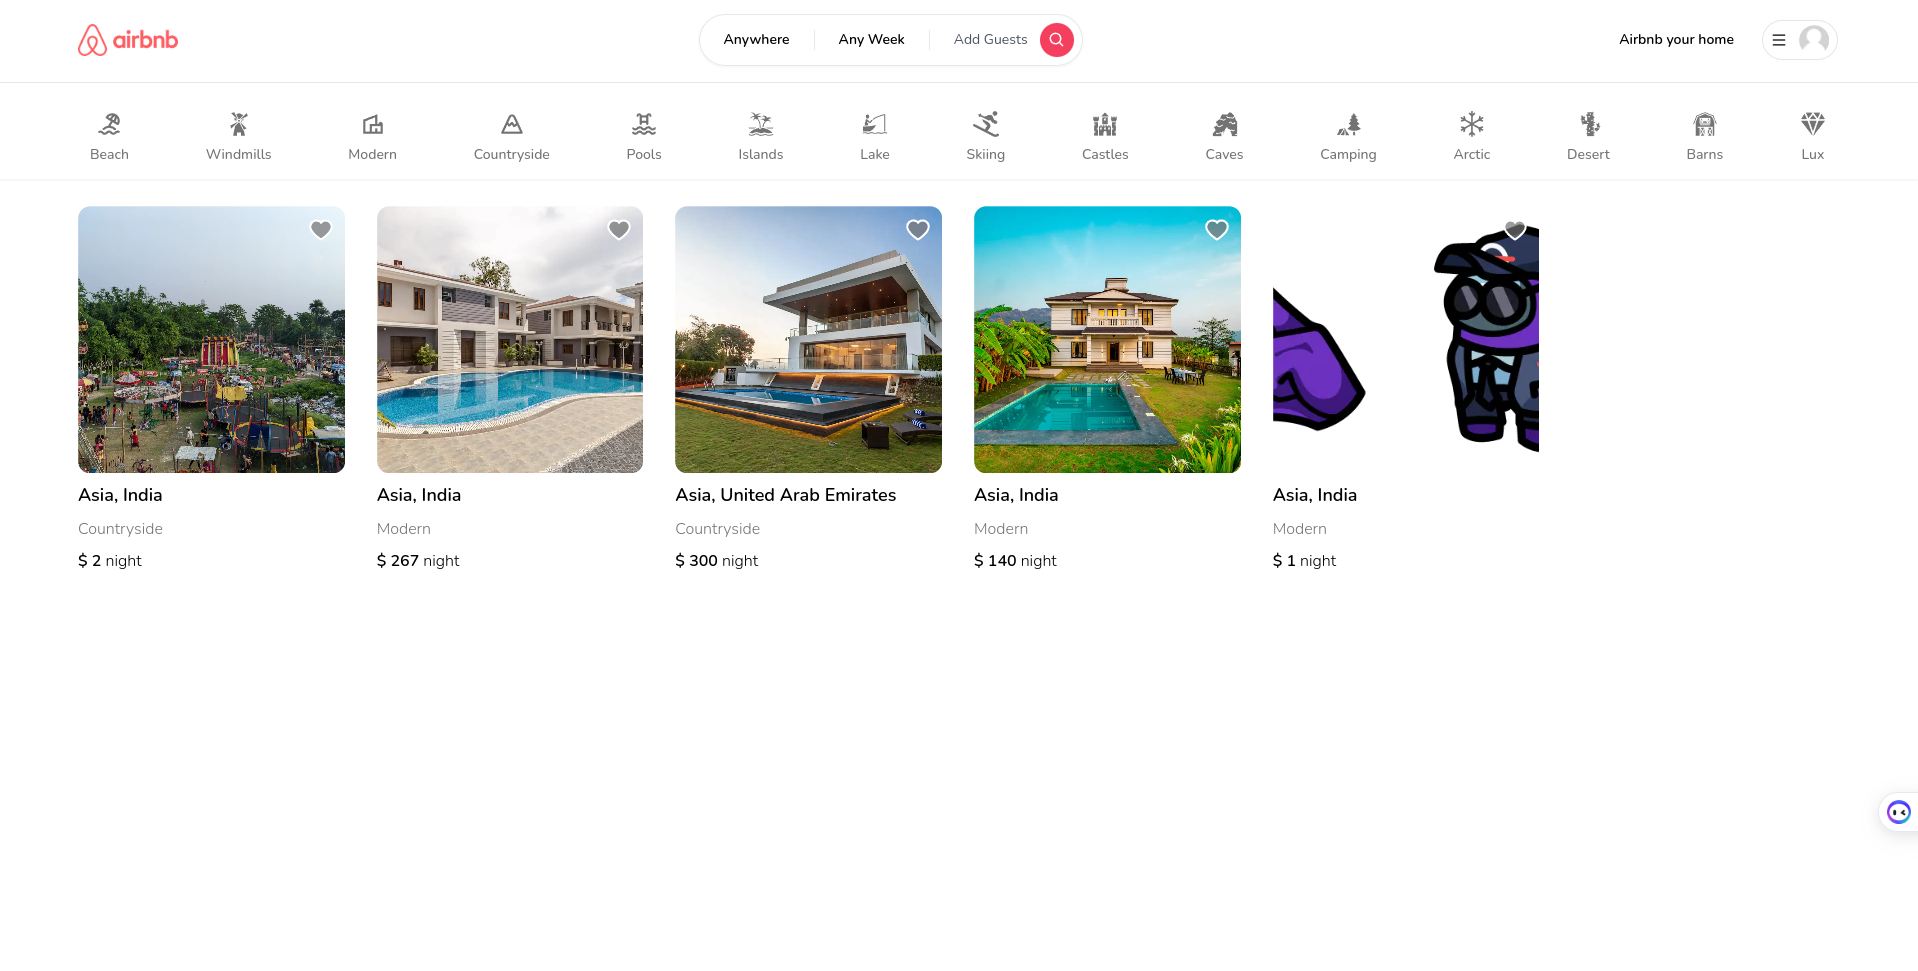 airbnb
Anywhere
Any Week
Add Guests
Airbnb your home
Beach
Windmills
Modern
Countryside
Pools
Islands
Lake
Skiing
Castles
Caves
Camping
Arctic
Desert
Barns
Lux
Asia, India
Countryside
$ 2 night
Asia, India
Modern
$ 267 night
Asia, United Arab Emirates
Countryside
$ 300 night
Asia, India
Modern
$ 140 night
Asia, India
Modern
$ 1 night